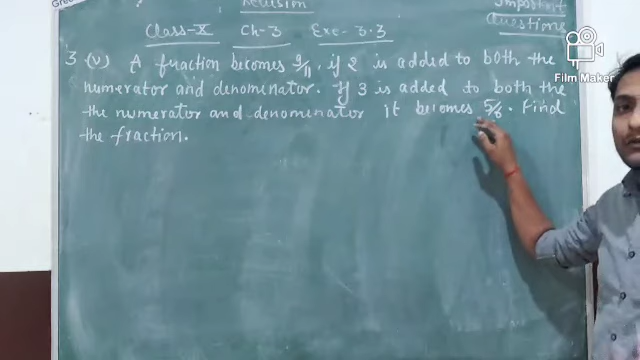 Revision
Important
Questions
Class-X Ch-3 Exe-3.3
3 (v) A fraction becomes 9/11, if 2 is added to both the
numerator and denominator. If 3 is added to both the
the numerator and denominator it becomes 5/6. Find
the fraction.
Film Maker